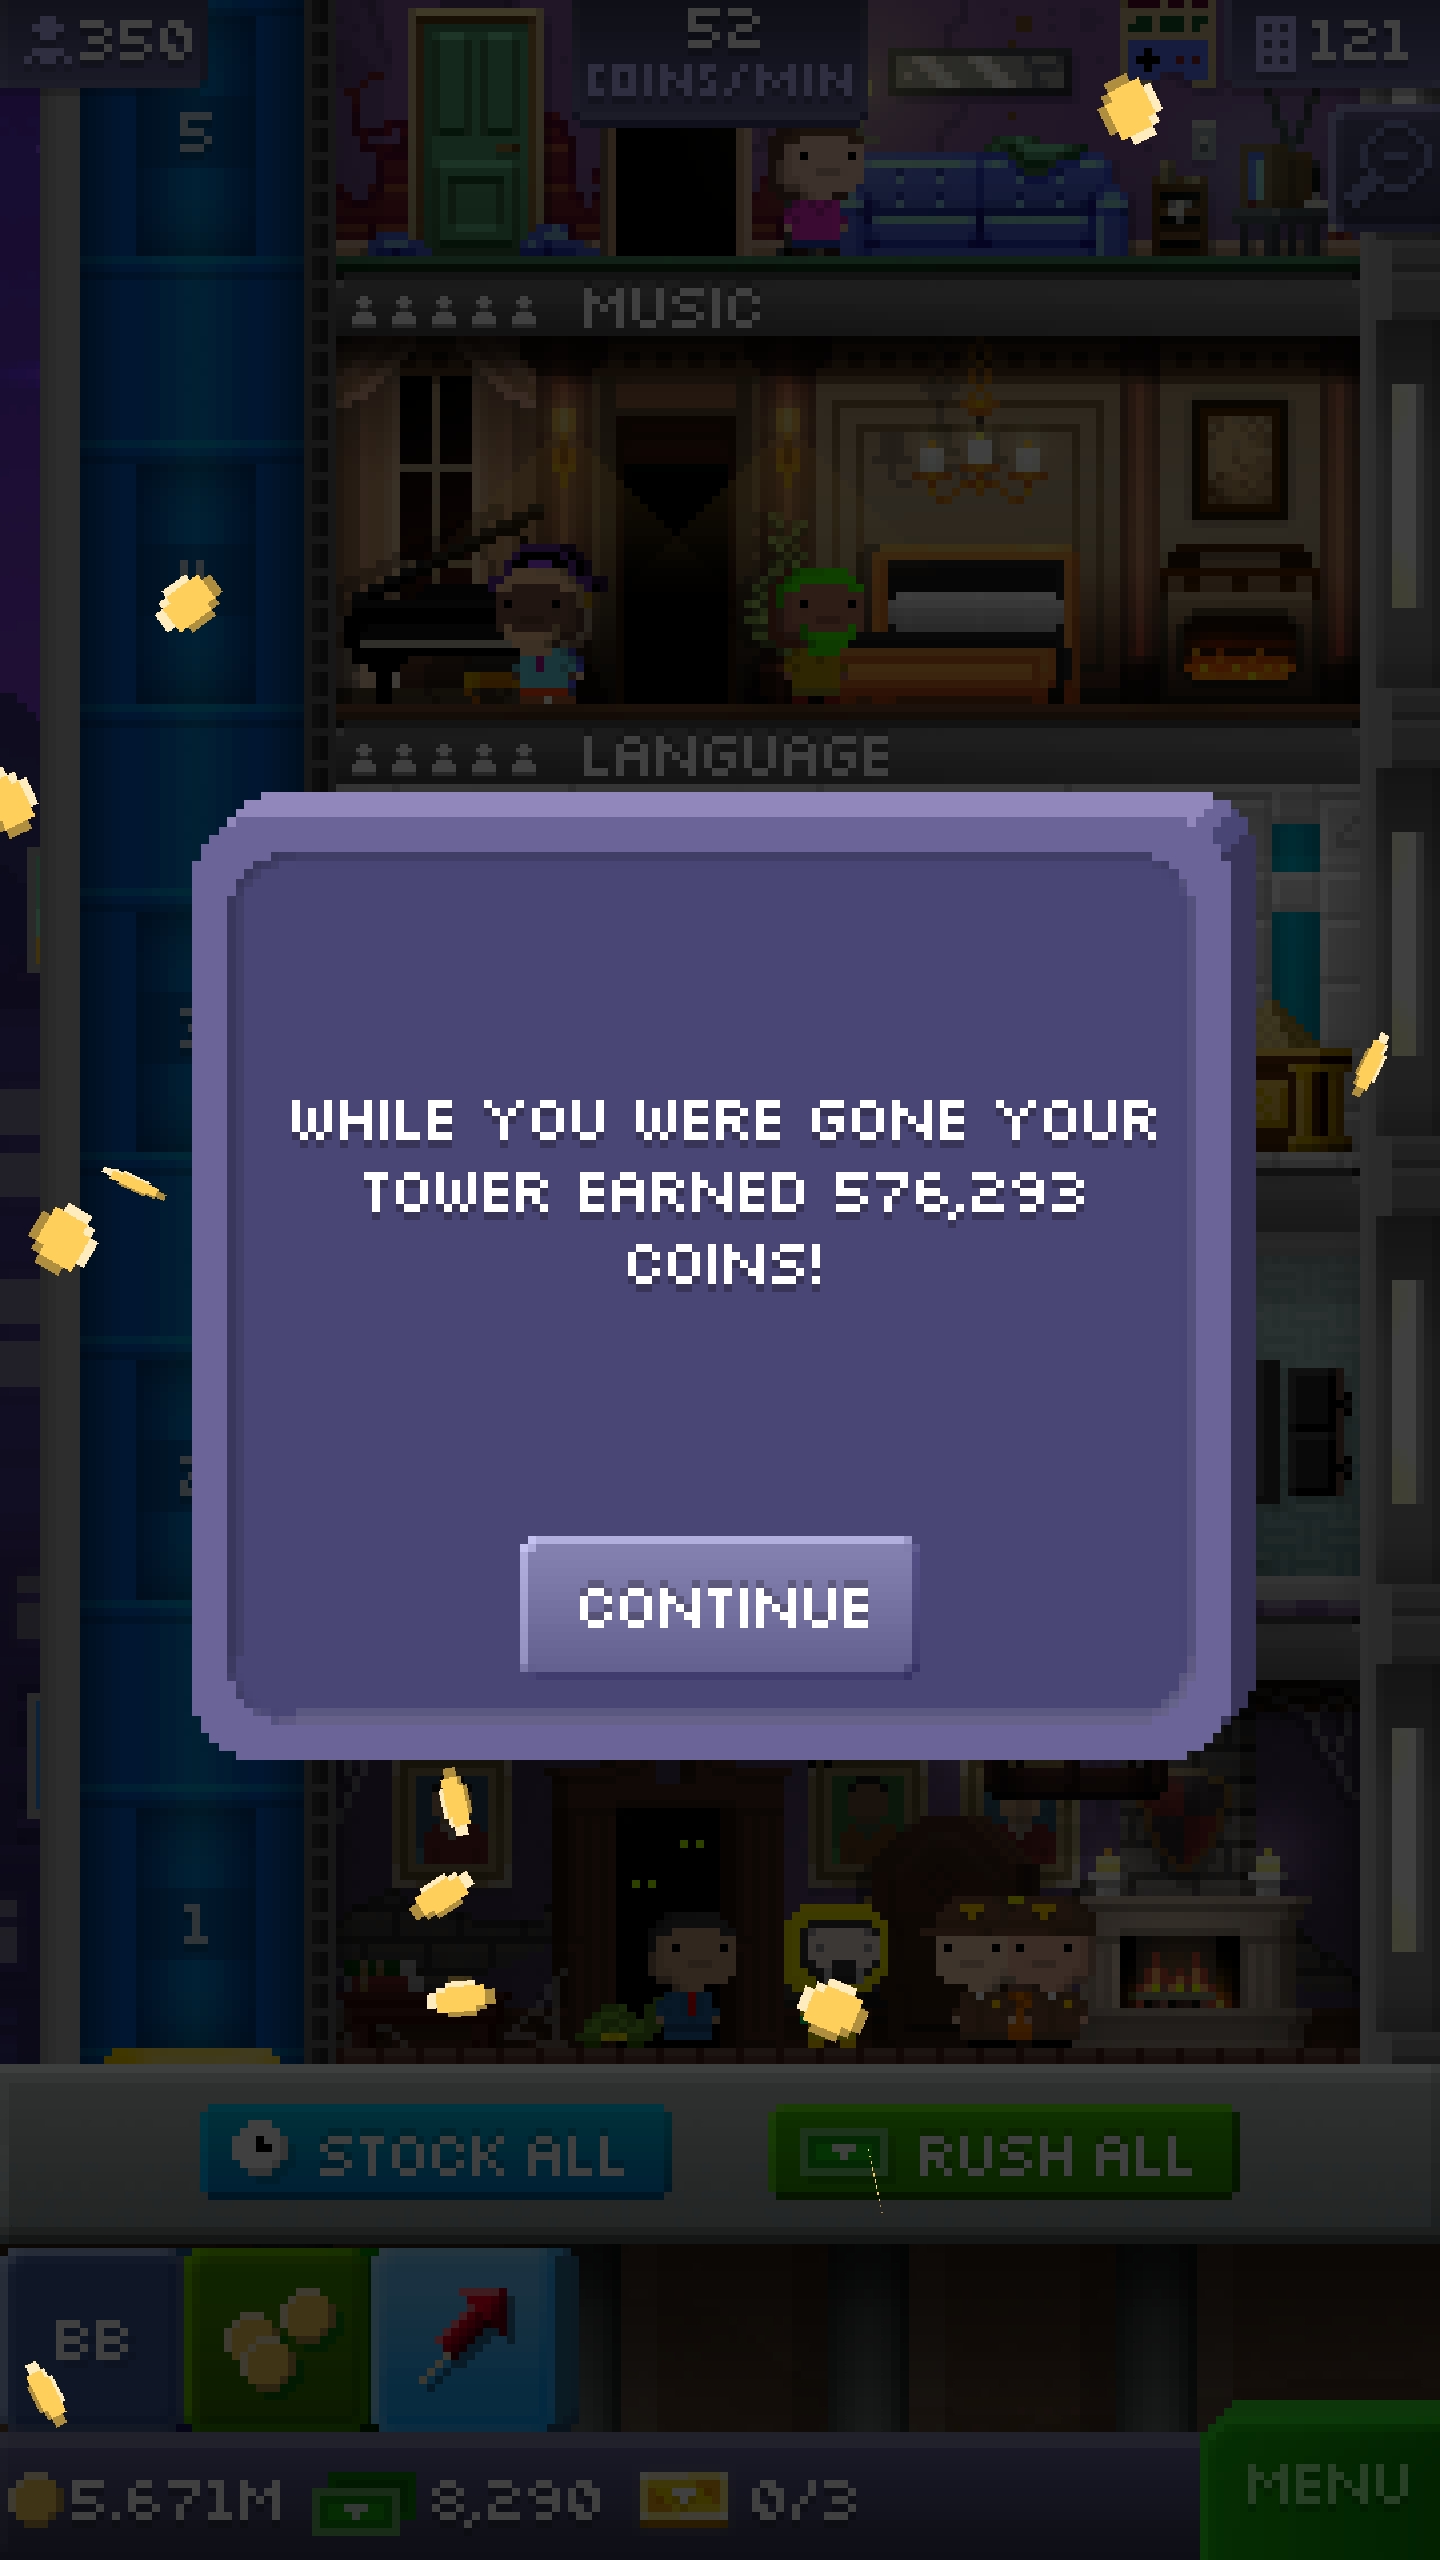 350
52
COINS/MIN
121
5
MUSIC
LANGUAGE
WHILE YOU WERE GONE YOUR
TOWER EARNED 576,293
COINS!
CONTINUE
1
STOCK ALL
RUSH ALL
BB
5.671M
8,290
0/3
MENU